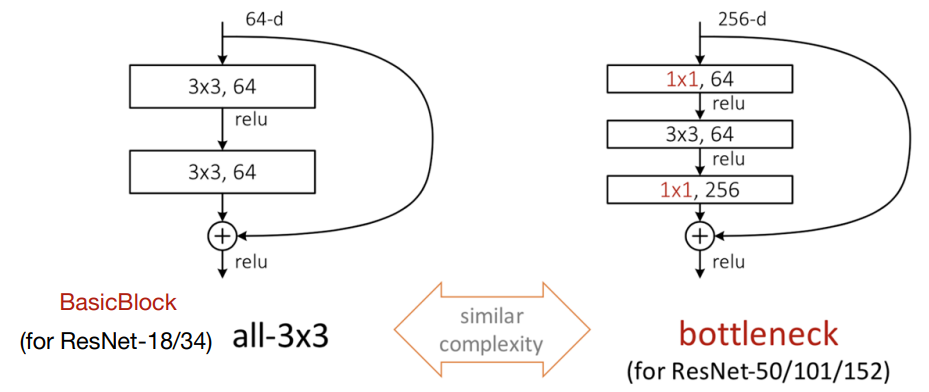 64-d
3x3, 64
relu
3x3, 64
+
relu
BasicBlock
(for ResNet-18/34)
all-3x3
similar
complexity
256-d
1x1, 64
relu
3x3, 64
relu
1x1, 256
+
relu
bottleneck
(for ResNet-50/101/152)